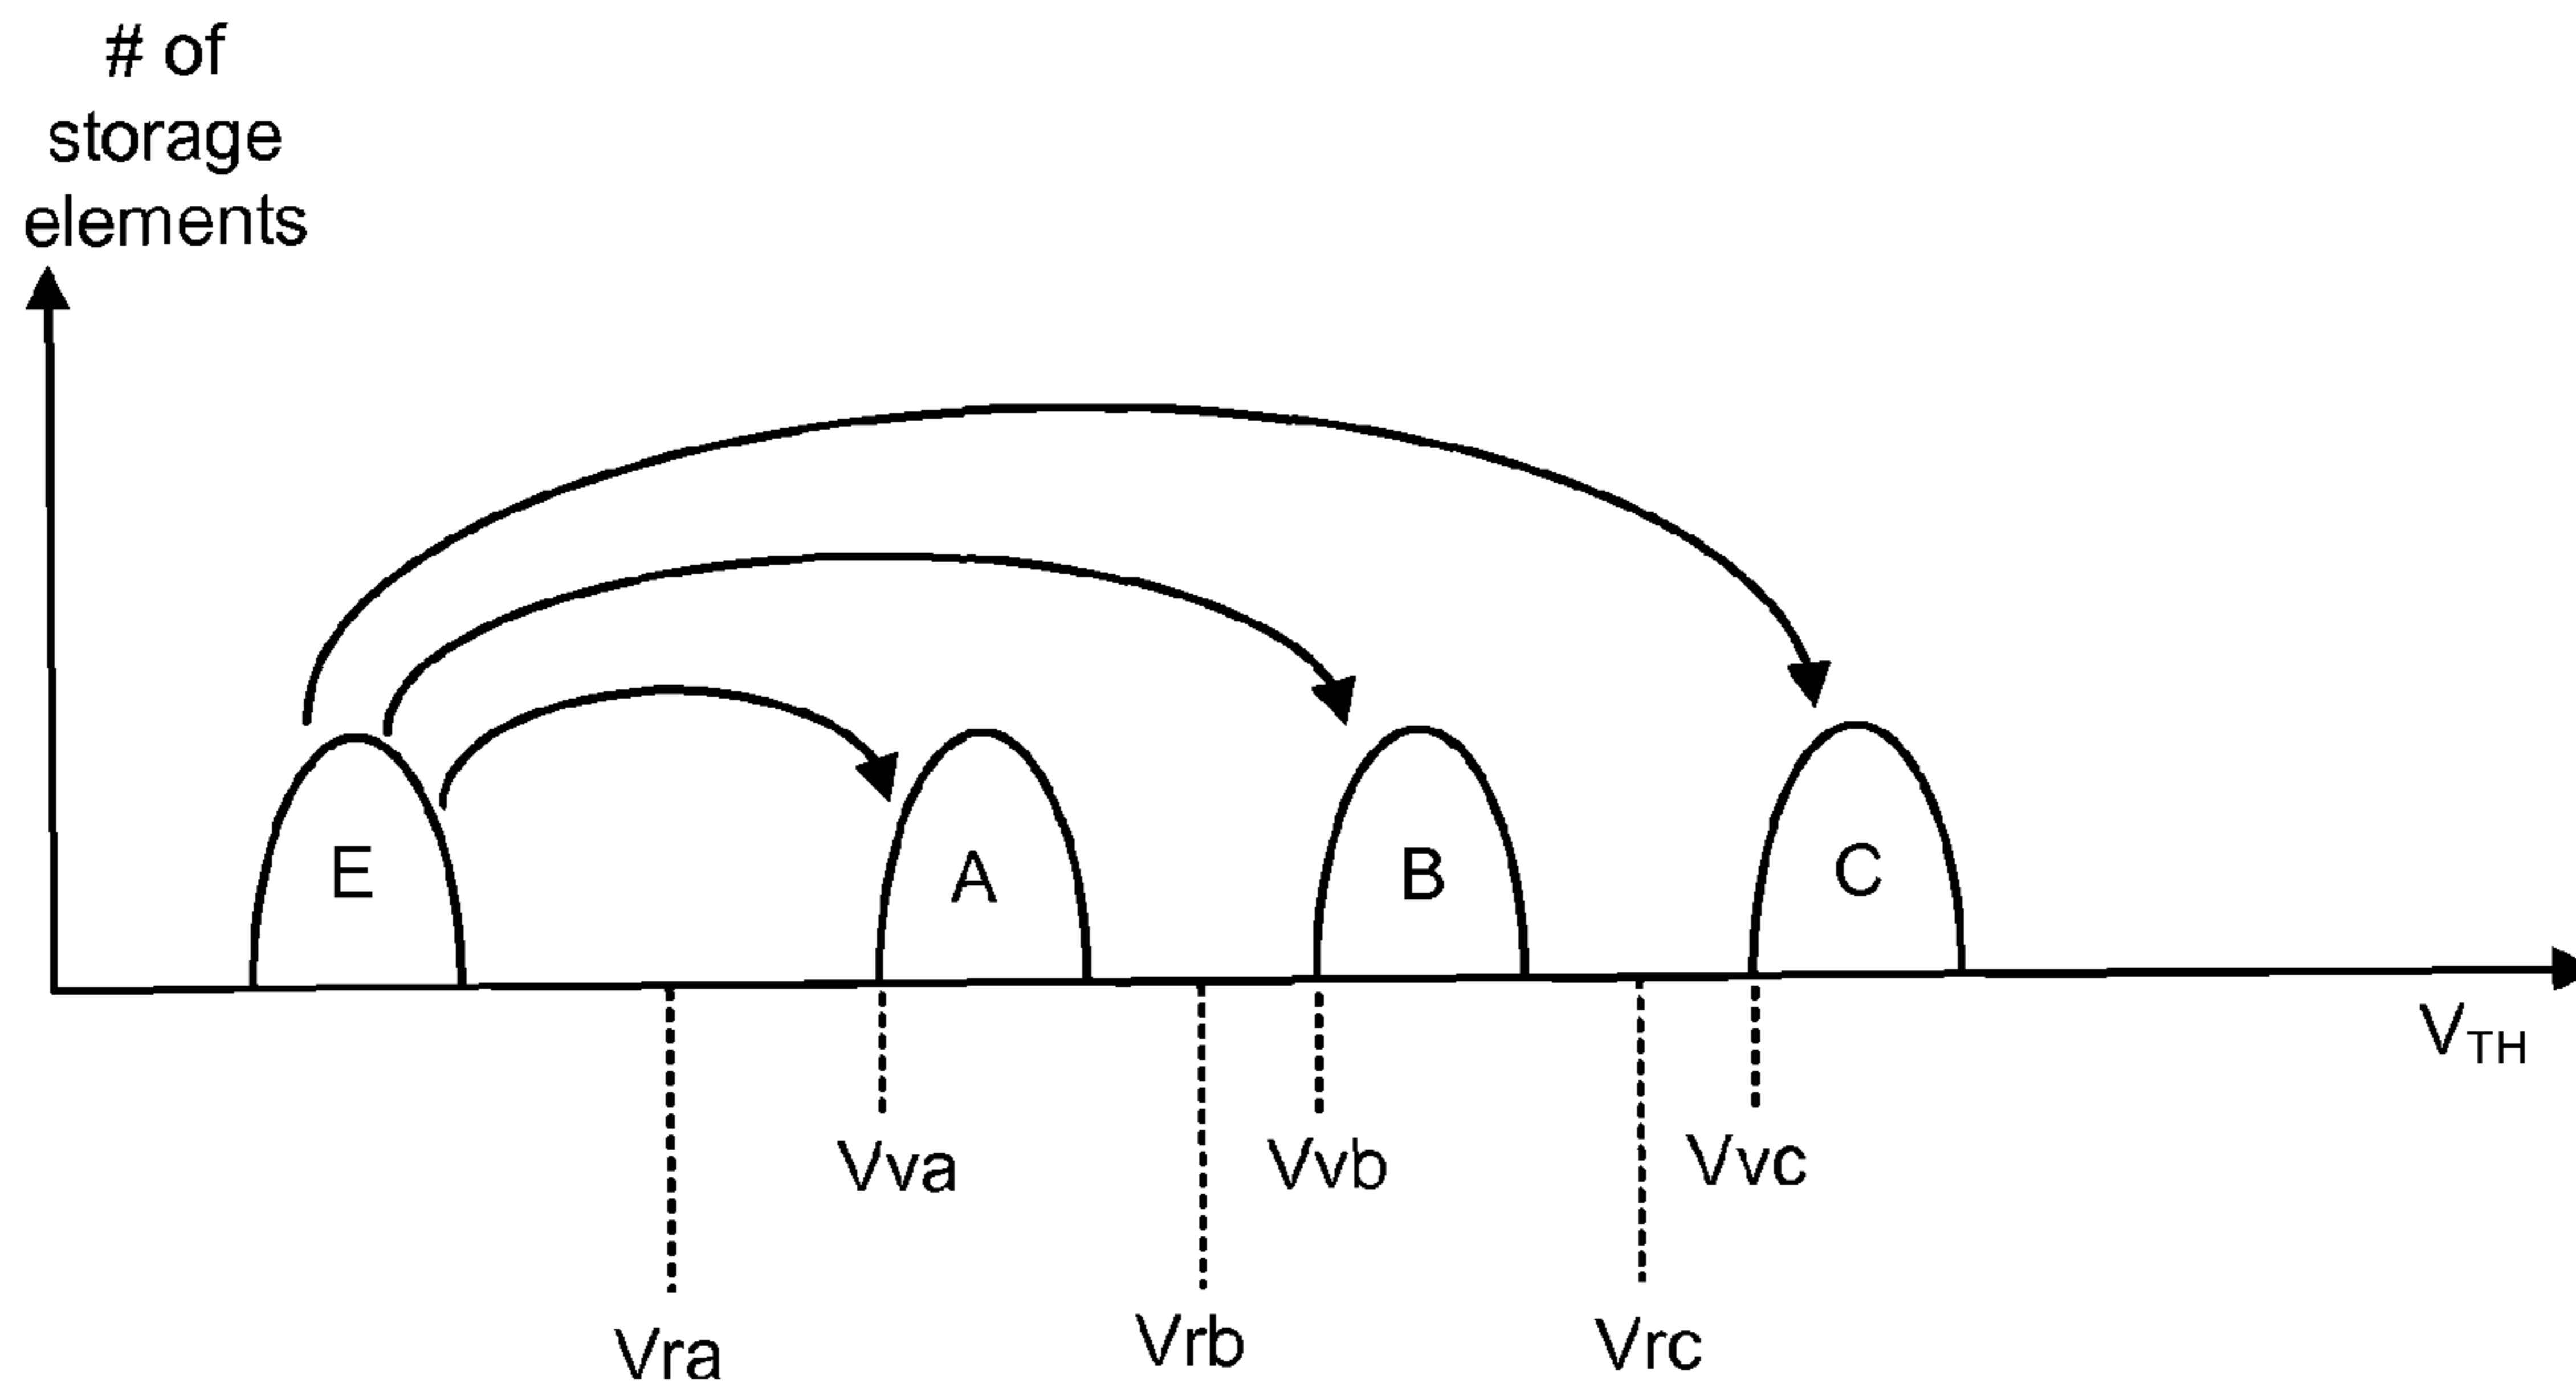 # of
storage
elements
E
A
B
C
VTH
Vva
Vvb
Vvc
Vra
Vrb
Vrc